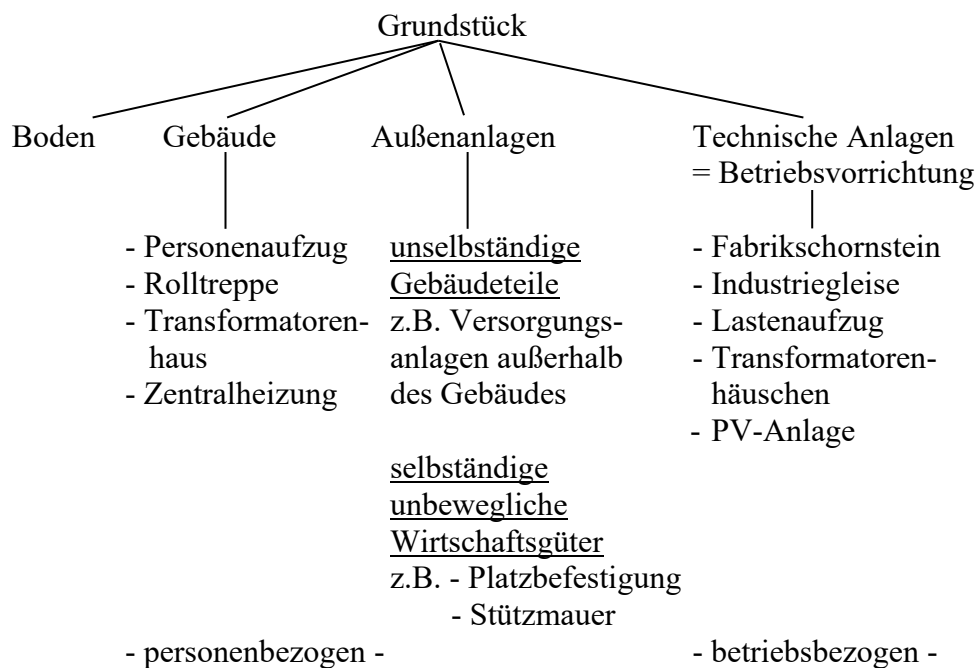 Grundstück
Boden
Gebäude
Außenanlagen
Technische Anlagen
= Betriebsvorrichtung
- Personenaufzug
- Rolltreppe
- Transformatoren-
haus
- Zentralheizung
unselbständige
Gebäudeteile
z.B. Versorgungs-
anlagen außerhalb
des Gebäudes
selbständige
unbewegliche
Wirtschaftsgüter
z.B. - Platzbefestigung
- Stützmauer
- Fabrikschornstein
- Industriegleise
- Lastenaufzug
- Transformatoren-
häuschen
- PV-Anlage
- personenbezogen -
- betriebsbezogen -